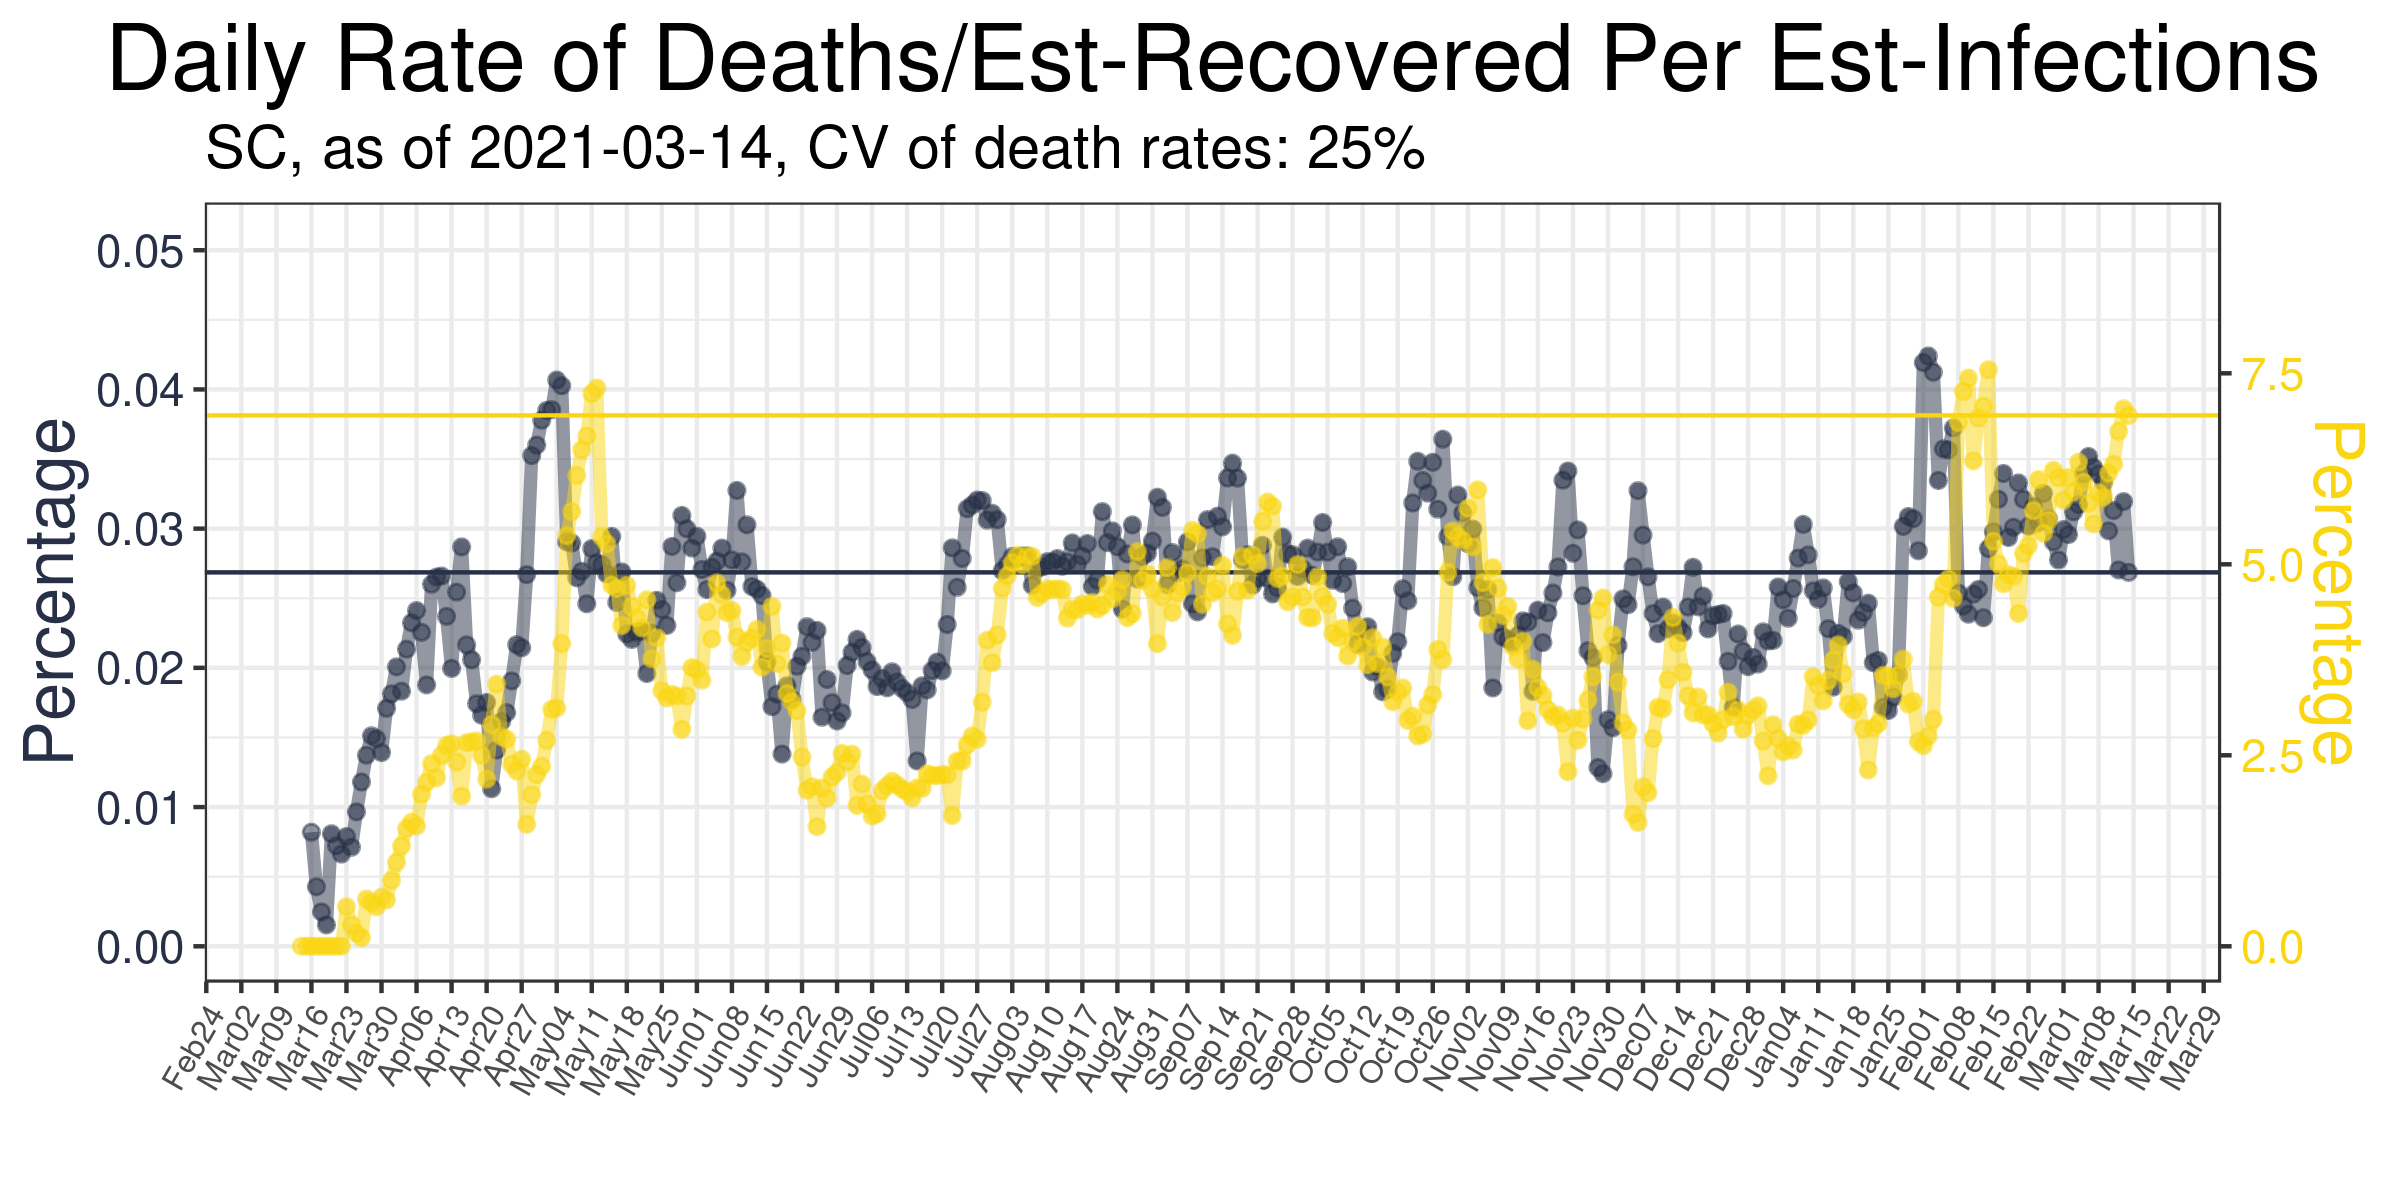 Daily Rate of Deaths/Est-Recovered Per Est-Infections
SC, as of 2021-03-14, CV of death rates: 25%
Percentage
0.05
0.04
0.03
0.02
0.01
0.00
7.5
5.0
2.5
0.0
Percentage
Feb24 Mar02 Mar09 Mar16 Mar23 Mar30 Apr06 Apr13 Apr20 Apr27 May04 May11 May18 May25 Jun01 Jun08 Jun15 Jun22 Jun29 Jul06 Jul13 Jul20 Jul27 Aug03 Aug10 Aug17 Aug24 Aug31 Sep07 Sep14 Sep21 Sep28 Oct05 Oct12 Oct19 Oct26 Nov02 Nov09 Nov16 Nov23 Nov30 Dec07 Dec14 Dec21 Dec28 Jan04 Jan11 Jan18 Jan25 Feb01 Feb08 Feb15 Feb22 Mar01 Mar08 Mar15 Mar22 Mar29